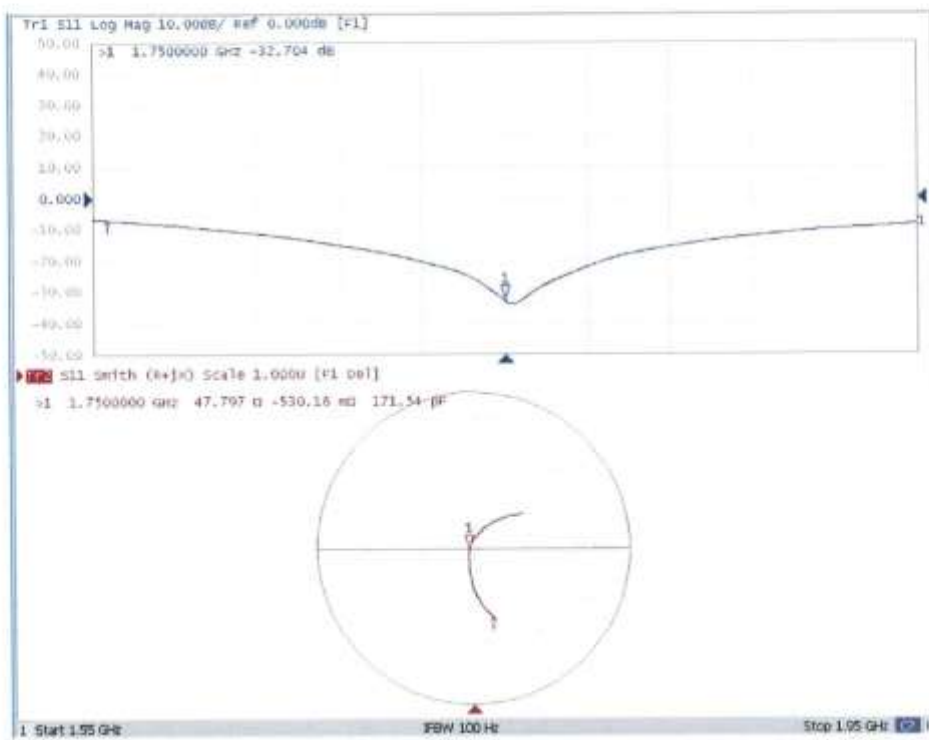 Tr1 S11 Log Mag 10.00dB/ Ref 0.000dB [F1]
50.00
>1 1.7500000 GHz -32.704 dB
40.00
30.00
20.00
10.00
0.000
-10.00
1
-20.00
1
-30.00
-40.00
-50.00
Tr2 S11 Smith (R+jX) Scale 1.000U [F1 Del]
>1 1.7500000 GHz 47.797 Ω -530.16 mΩ 171.54 pF
1
1 Start 1.55 GHz IFBW 100 Hz Stop 1.95 GHz